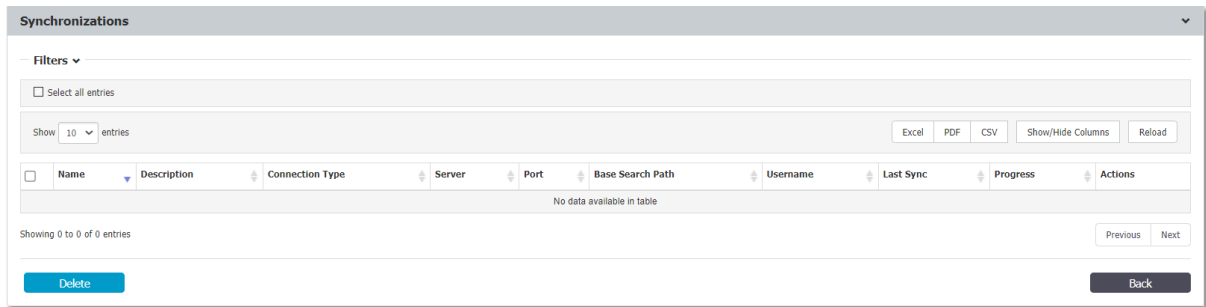 Synchronizations
Filters
Select all entries
Show 10 entries Excel PDF CSV Show/Hide Columns Reload
Name Description Connection Type Server Port Base Search Path Username Last Sync Progress Actions
No data available in table
Showing 0 to 0 of 0 entries Previous Next
Delete Back